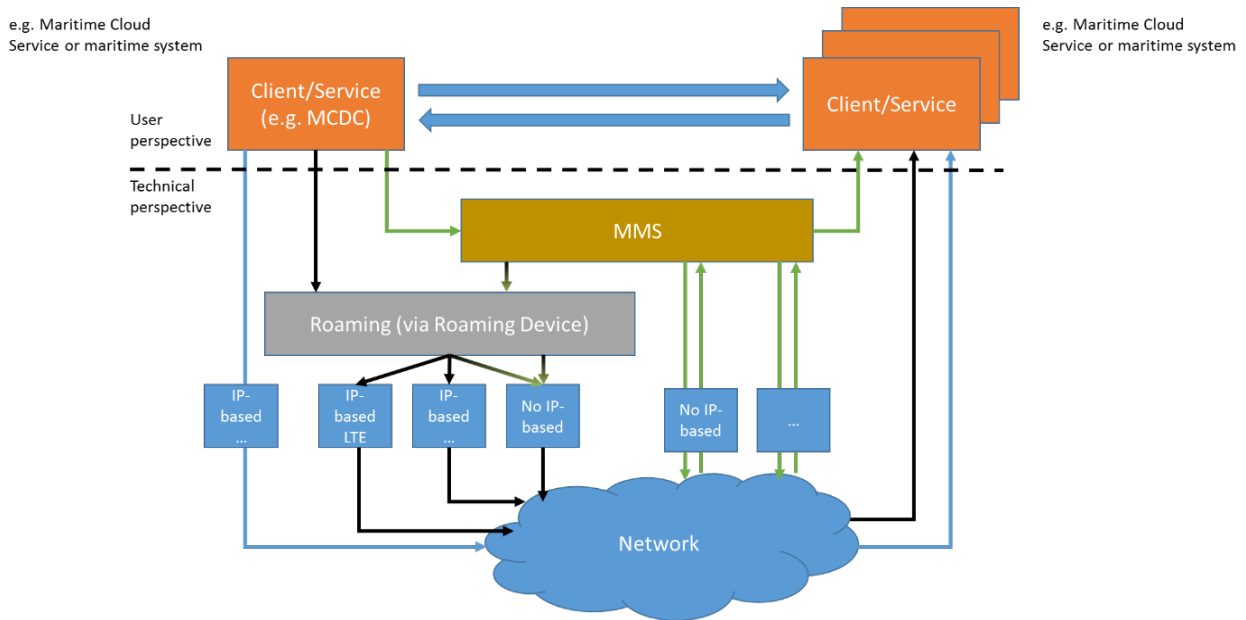 e.g. Maritime Cloud
Service or maritime system
e.g. Maritime Cloud
Service or maritime system
Client/Service
(e.g. MCDC)
Client/Service
User
perspective
Technical
perspective
MMS
Roaming (via Roaming Device)
IP-
based
...
IP-
based
LTE
IP-
based
...
No IP-
based
No IP-
based
...
Network